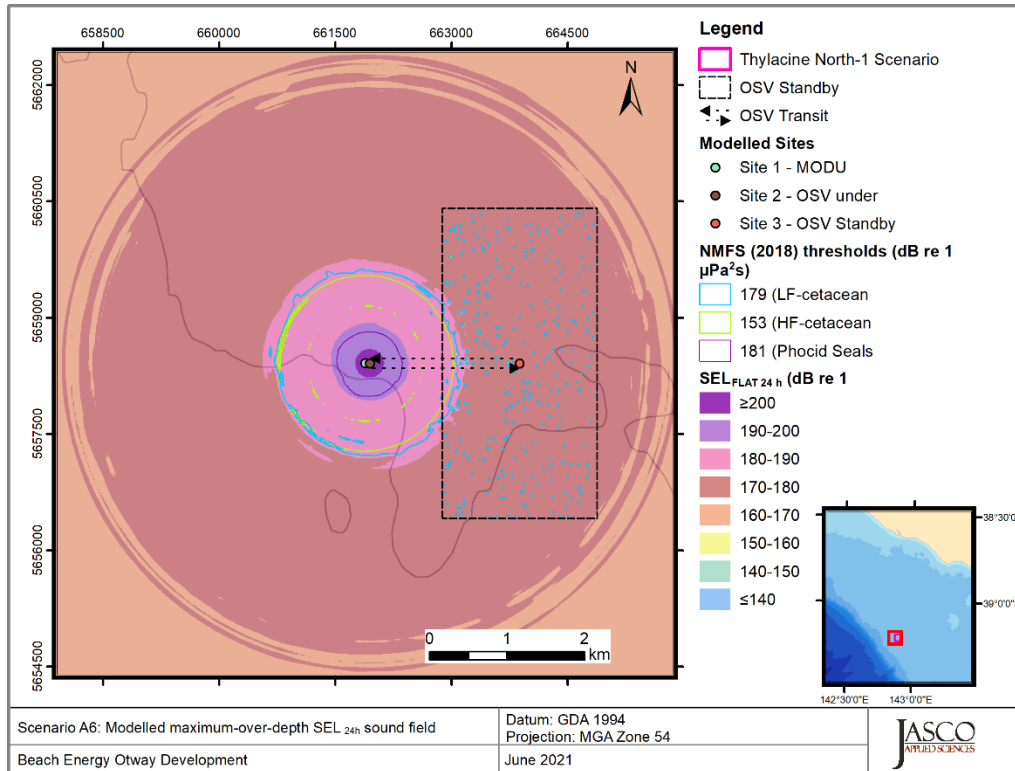 658500 660000 661500 663000 664500
5662000
5660500
5659000
5657500
5656000
5654500
N
0 1 2
km
Legend
Thylacine North-1 Scenario
OSV Standby
OSV Transit
Modelled Sites
Site 1 - MODU
Site 2 - OSV under
Site 3 - OSV Standby
NMFS (2018) thresholds (dB re 1
µPa²s)
179 (LF-cetacean
153 (HF-cetacean
181 (Phocid Seals
SEL FLAT 24 h (dB re 1
≥200
190-200
180-190
170-180
160-170
150-160
140-150
≤140
38°30'S
39°0'0"S
142°30'0"E 143°0'0"E
Scenario A6: Modelled maximum-over-depth SEL 24h sound field
Datum: GDA 1994
Projection: MGA Zone 54
Beach Energy Otway Development
June 2021
JASCO
APPLIED SCIENCES